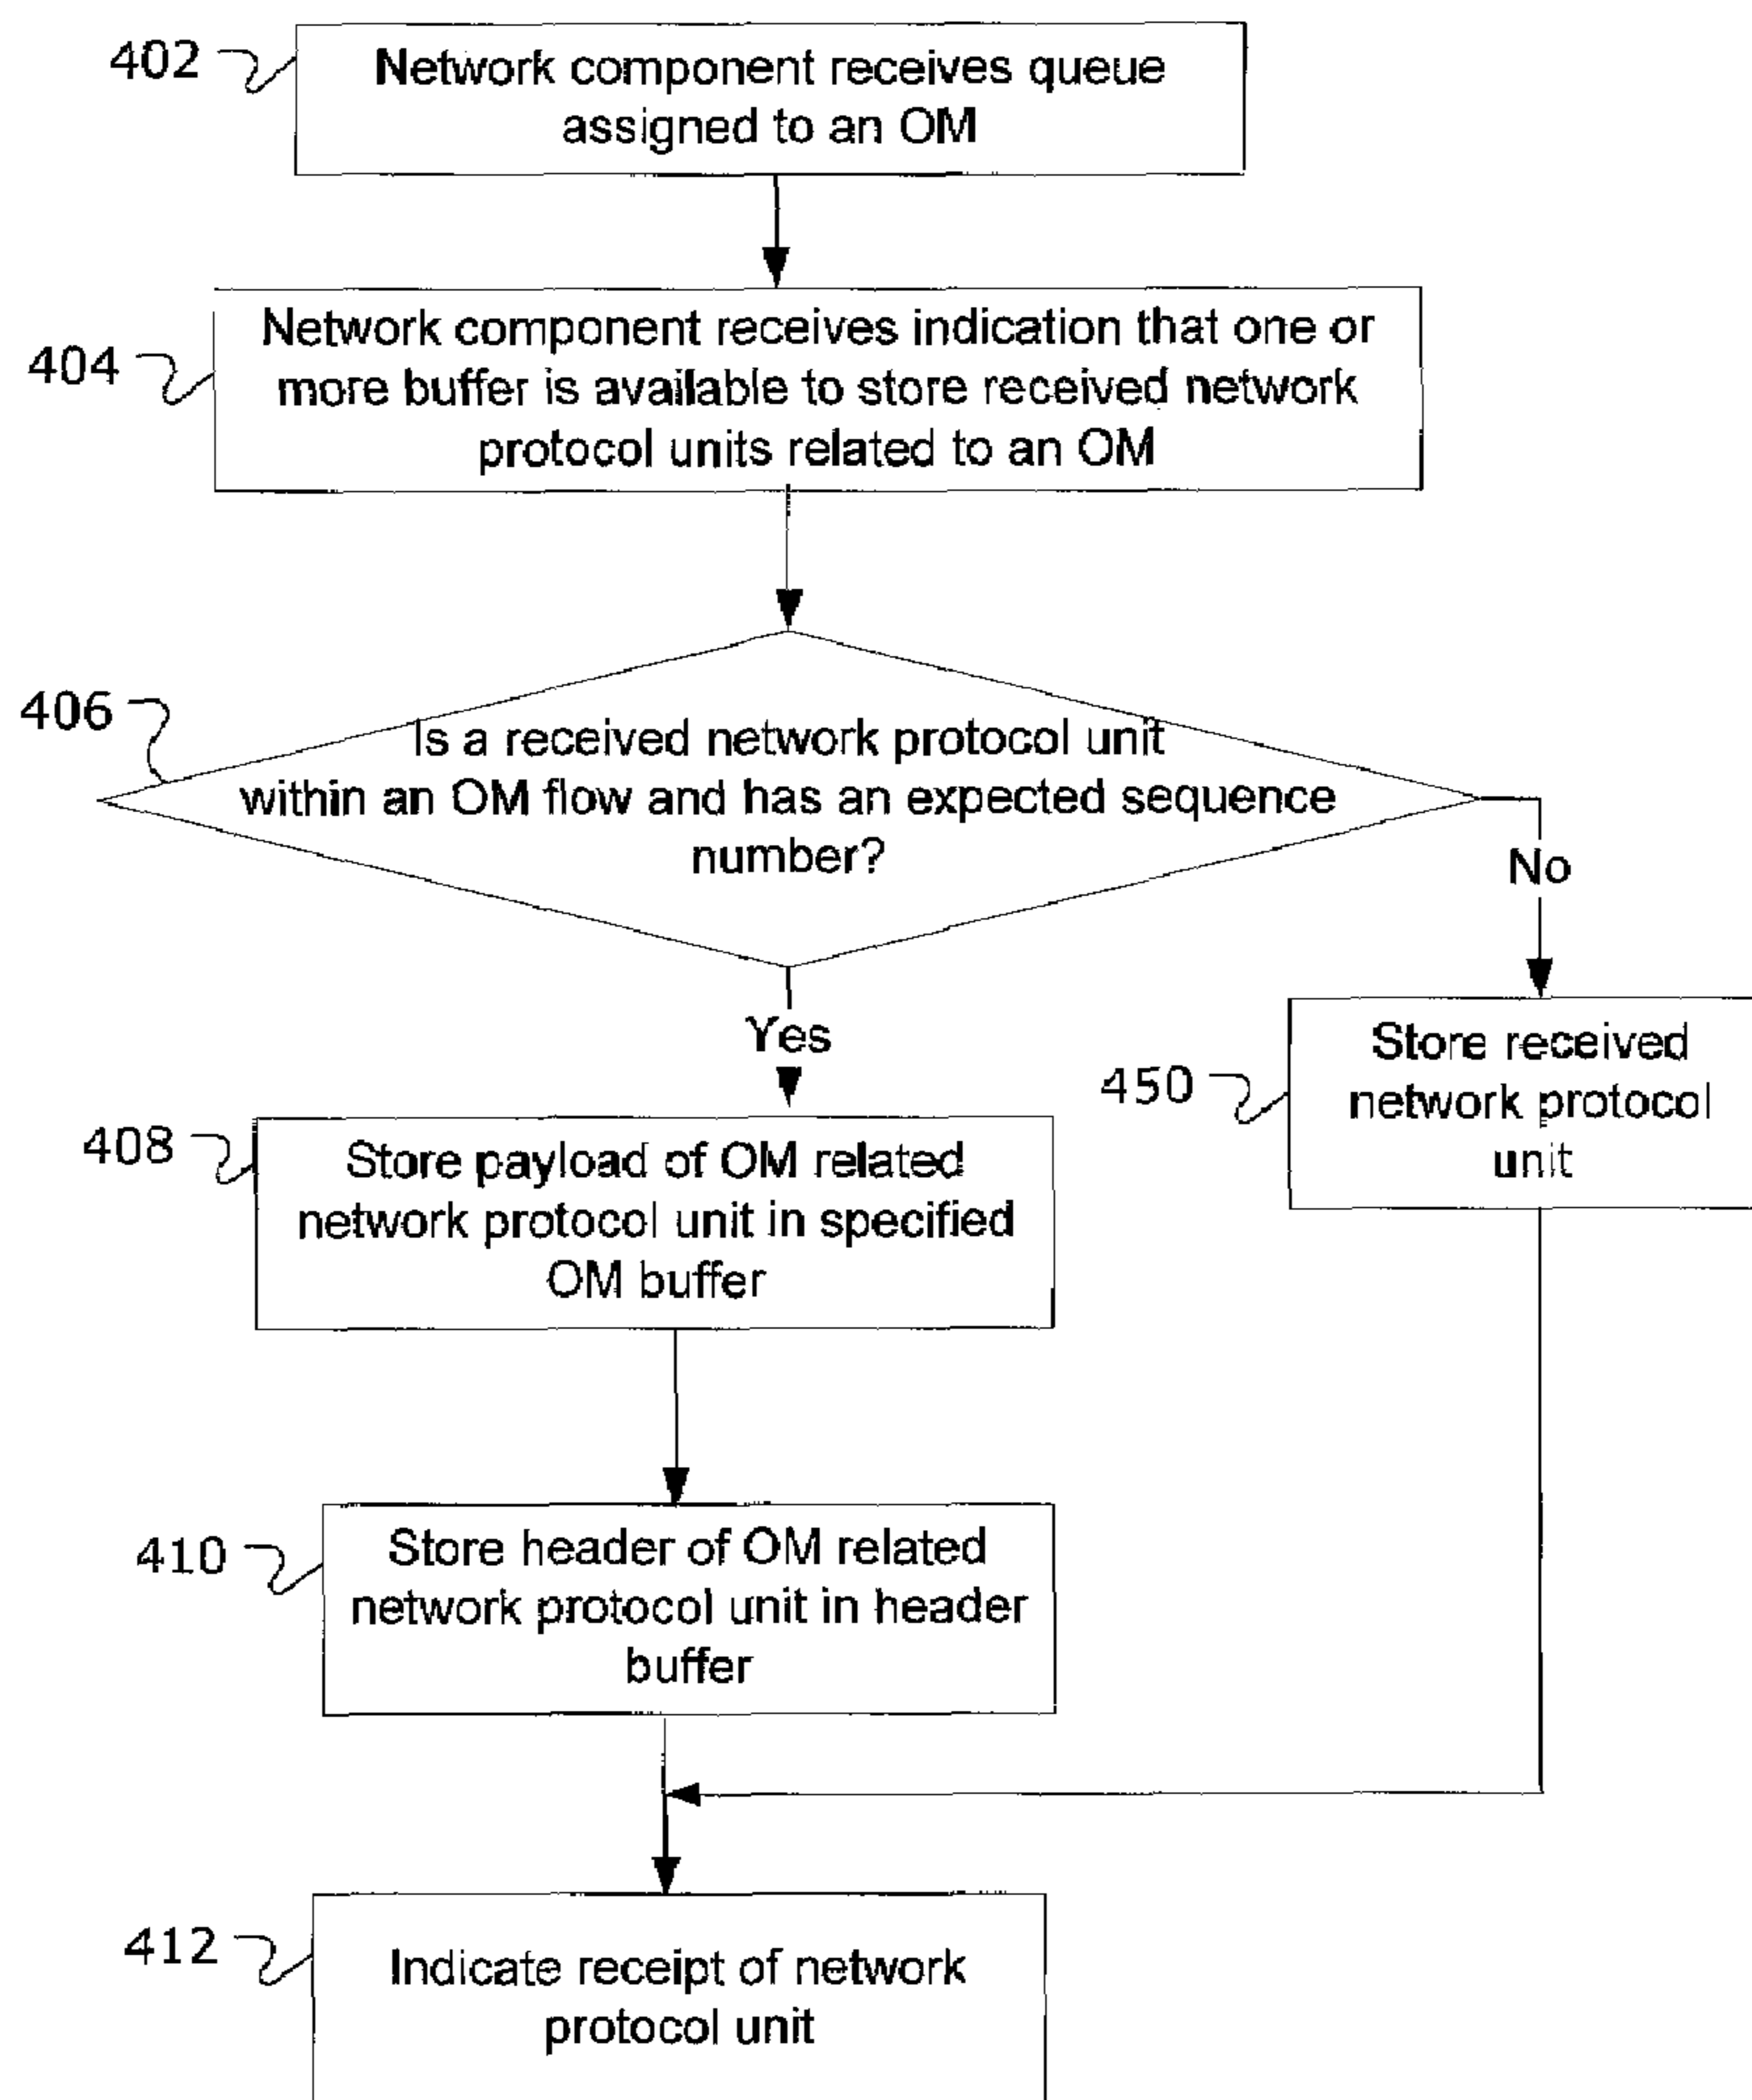 402
Network component receives queue
assigned to an OM
404
Network component receives indication that one or
more buffer is available to store received network
protocol units related to an OM
406
Is a received network protocol unit
within an OM flow and has an expected sequence
number?
No
Yes
450
Store received
network protocol
unit
408
Store payload of OM related
network protocol unit in specified
OM buffer
410
Store header of OM related
network protocol unit in header
buffer
412
Indicate receipt of network
protocol unit